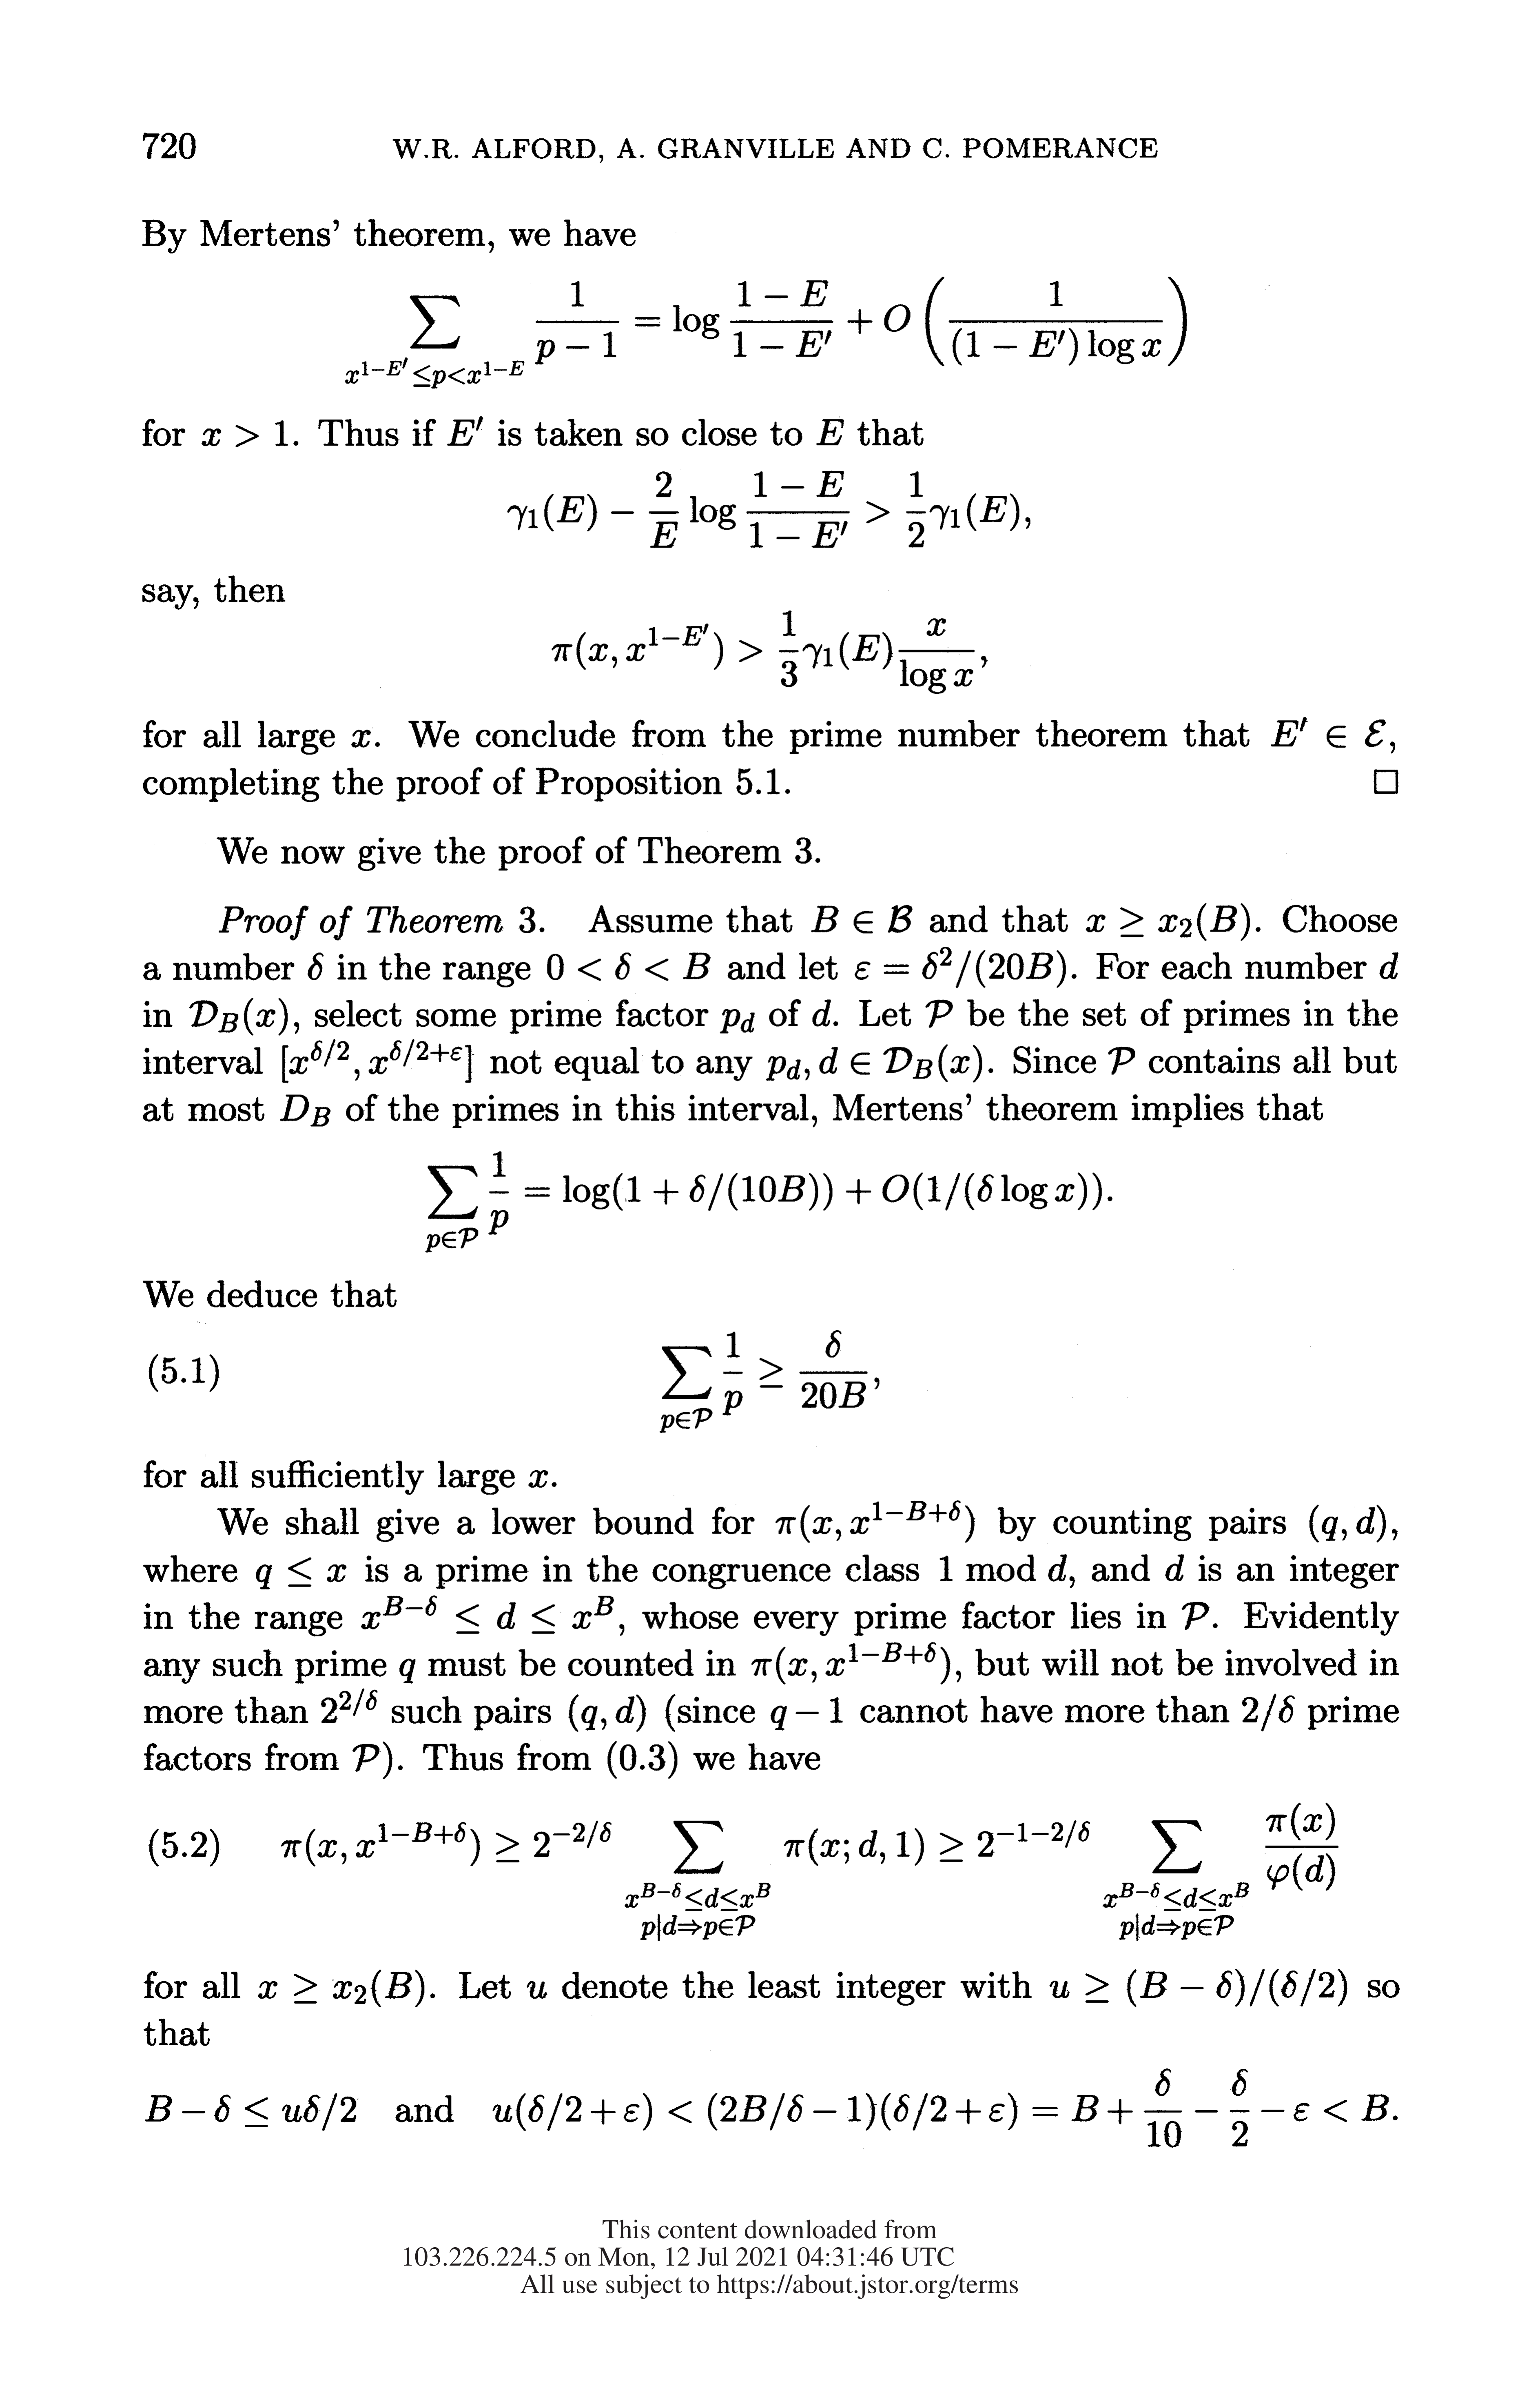 720 W.R. ALFORD, A. GRANVILLE AND C. POMERANCE
By Mertens' theorem, we have
$$\sum_{x^{1-E'} \leq p < x^{1-E}} \frac{1}{p-1} = \log \frac{1-E}{1-E'} + O\left(\frac{1}{(1-E')\log x}\right)$$
for $x > 1$. Thus if $E'$ is taken so close to $E$ that
$$\gamma_1(E) - \frac{2}{E} \log \frac{1-E}{1-E'} > \frac{1}{2}\gamma_1(E),$$
say, then
$$\pi(x, x^{1-E'}) > \frac{1}{3}\gamma_1(E)\frac{x}{\log x},$$
for all large $x$. We conclude from the prime number theorem that $E' \in \mathcal{E}$,
completing the proof of Proposition 5.1. □
We now give the proof of Theorem 3.
Proof of Theorem 3. Assume that $B \in \mathcal{B}$ and that $x \geq x_2(B)$. Choose
a number $\delta$ in the range $0 < \delta < B$ and let $\varepsilon = \delta^2/(20B)$. For each number $d$
in $\mathcal{D}_B(x)$, select some prime factor $p_d$ of $d$. Let $\mathcal{P}$ be the set of primes in the
interval $[x^{\delta/2}, x^{\delta/2+\varepsilon}]$ not equal to any $p_d, d \in \mathcal{D}_B(x)$. Since $\mathcal{P}$ contains all but
at most $D_B$ of the primes in this interval, Mertens' theorem implies that
$$\sum_{p \in \mathcal{P}} \frac{1}{p} = \log(1 + \delta/(10B)) + O(1/(\delta \log x)).$$
We deduce that
$$(5.1) \quad \sum_{p \in \mathcal{P}} \frac{1}{p} \geq \frac{\delta}{20B},$$
for all sufficiently large $x$.
We shall give a lower bound for $\pi(x, x^{1-B+\delta})$ by counting pairs $(q, d)$,
where $q \leq x$ is a prime in the congruence class 1 mod $d$, and $d$ is an integer
in the range $x^{B-\delta} \leq d \leq x^B$, whose every prime factor lies in $\mathcal{P}$. Evidently
any such prime $q$ must be counted in $\pi(x, x^{1-B+\delta})$, but will not be involved in
more than $2^{2/\delta}$ such pairs $(q, d)$ (since $q - 1$ cannot have more than $2/\delta$ prime
factors from $\mathcal{P}$). Thus from (0.3) we have
$$(5.2) \quad \pi(x, x^{1-B+\delta}) \geq 2^{-2/\delta} \sum_{\substack{x^{B-\delta} \leq d \leq x^B \\ p|d \Rightarrow p \in \mathcal{P}}} \pi(x; d, 1) \geq 2^{-1-2/\delta} \sum_{\substack{x^{B-\delta} \leq d \leq x^B \\ p|d \Rightarrow p \in \mathcal{P}}} \frac{\pi(x)}{\varphi(d)}$$
for all $x \geq x_2(B)$. Let $u$ denote the least integer with $u \geq (B - \delta)/(\delta/2)$ so
that
$$B - \delta \leq u\delta/2 \quad \text{and} \quad u(\delta/2 + \varepsilon) < (2B/\delta - 1)(\delta/2 + \varepsilon) = B + \frac{\delta}{10} - \frac{\delta}{2} - \varepsilon < B.$$
This content downloaded from
103.226.224.5 on Mon, 12 Jul 2021 04:31:46 UTC
All use subject to https://about.jstor.org/terms